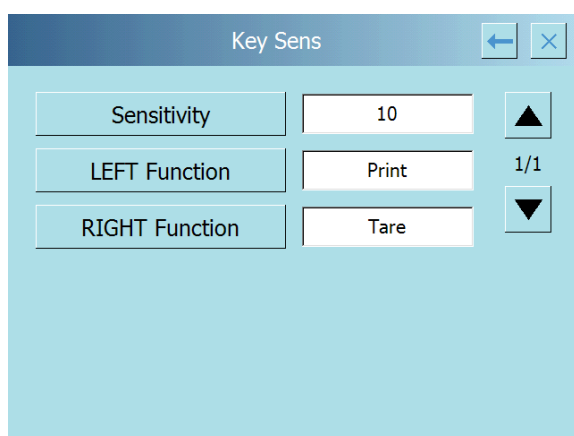 Key Sens
Sensitivity 10
LEFT Function Print 1/1
RIGHT Function Tare